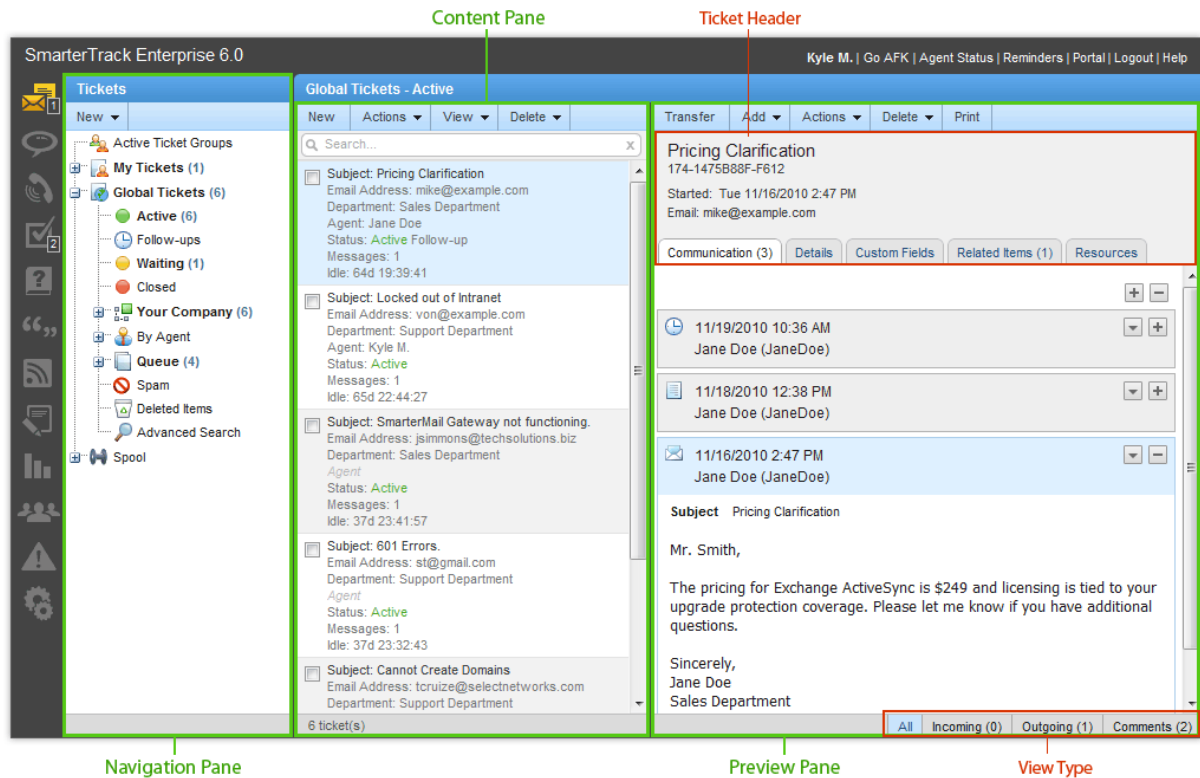 Content Pane
Ticket Header
SmarterTrack Enterprise 6.0
Kyle M. | Go AFK | Agent Status | Reminders | Portal | Logout | Help
1
2
Tickets
New
Active Ticket Groups
My Tickets (1)
Global Tickets (6)
Active (6)
Follow-ups
Waiting (1)
Closed
Your Company (6)
By Agent
Queue (4)
Spam
Deleted Items
Advanced Search
Spool
Global Tickets - Active
New Actions View Delete
Search... x
Subject: Pricing Clarification
Email Address: mike@example.com
Department: Sales Department
Agent: Jane Doe
Status: Active Follow-up
Messages: 1
Idle: 64d 19:39:41
Subject: Locked out of Intranet
Email Address: von@example.com
Department: Support Department
Agent: Kyle M.
Status: Active
Messages: 1
Idle: 65d 22:44:27
Subject: SmarterMail Gateway not functioning.
Email Address: jsimmons@techsolutions.biz
Department: Sales Department
Agent
Status: Active
Messages: 1
Idle: 37d 23:41:57
Subject: 601 Errors.
Email Address: st@gmail.com
Department: Support Department
Agent
Status: Active
Messages: 1
Idle: 37d 23:32:43
Subject: Cannot Create Domains
Email Address: tcruize@selectnetworks.com
Department: Support Department
6 ticket(s)
Transfer Add Actions Delete Print
Pricing Clarification
174-1475B88F-F612
Started: Tue 11/16/2010 2:47 PM
Email: mike@example.com
Communication (3) Details Custom Fields Related Items (1) Resources
11/19/2010 10:36 AM
Jane Doe (JaneDoe)
11/18/2010 12:38 PM
Jane Doe (JaneDoe)
11/16/2010 2:47 PM
Jane Doe (JaneDoe)
Subject Pricing Clarification
Mr. Smith,
The pricing for Exchange ActiveSync is $249 and licensing is tied to your
upgrade protection coverage. Please let me know if you have additional
questions.
Sincerely,
Jane Doe
Sales Department
All Incoming (0) Outgoing (1) Comments (2)
Navigation Pane
Preview Pane
View Type